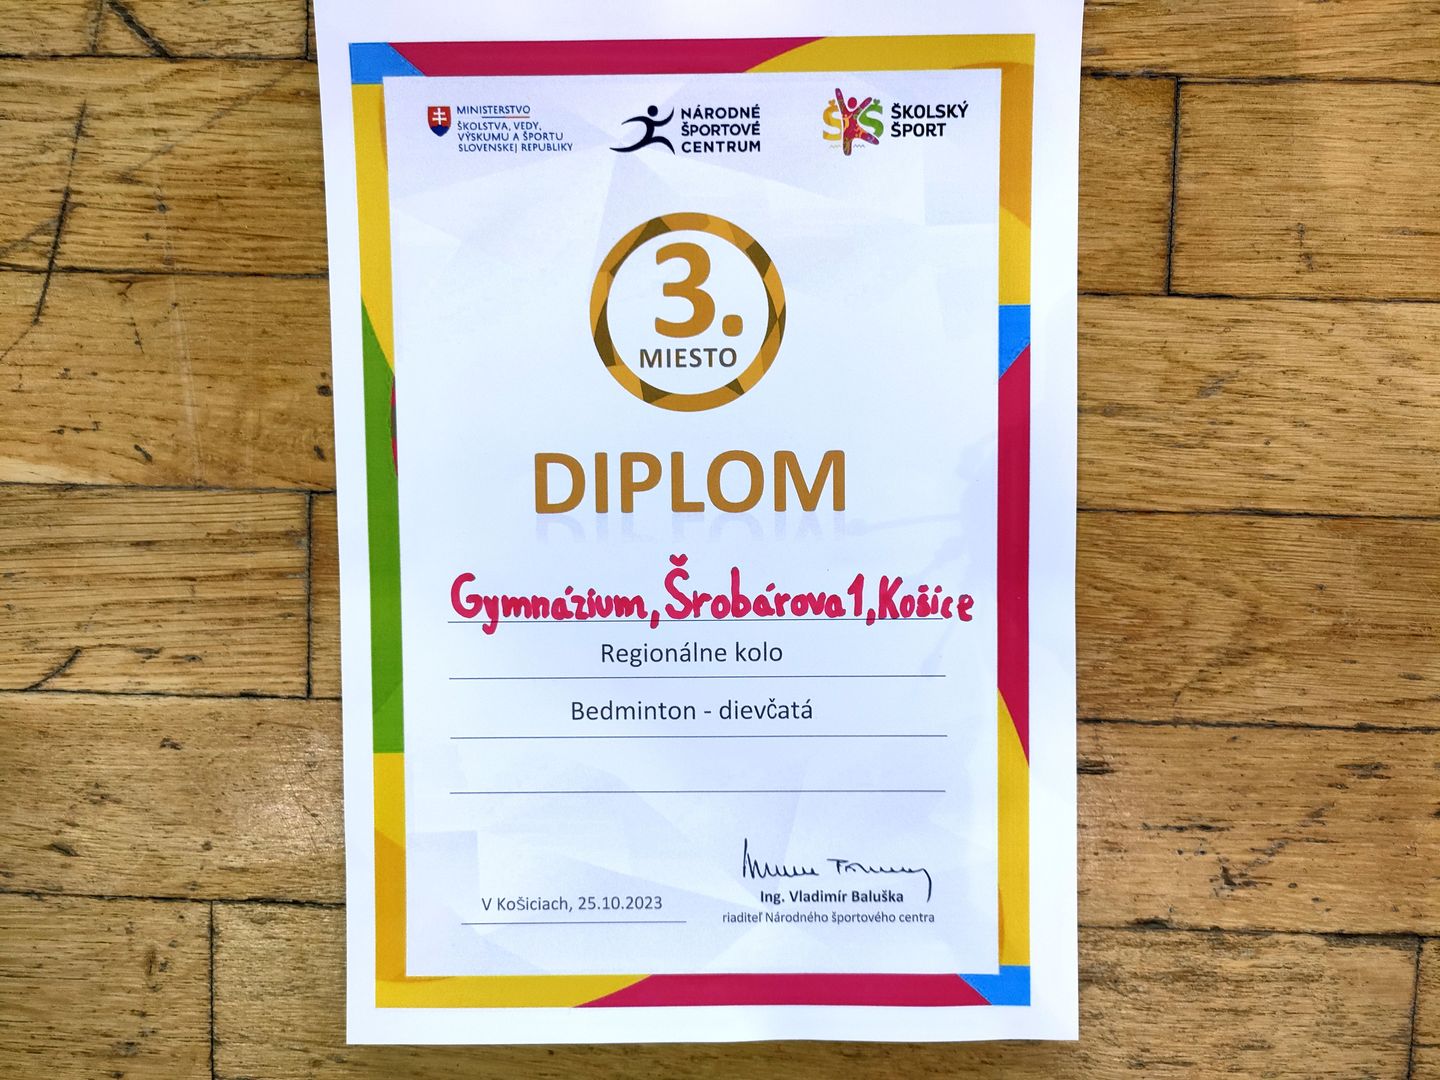 MINISTERSTVO
ŠKOLSTVA, VEDY,
VÝSKUMU A ŠPORTU
SLOVENSKEJ REPUBLIKY
NÁRODNÉ
ŠPORTOVÉ
CENTRUM
ŠŠ ŠKOLSKÝ
ŠPORT
3.
MIESTO
DIPLOM
Gymnázium, Šrobárova 1, Košice
Regionálne kolo
Bedminton - dievčatá
V Košiciach, 25.10.2023
Ing. Vladimír Baluška
riaditeľ Národného športového centra